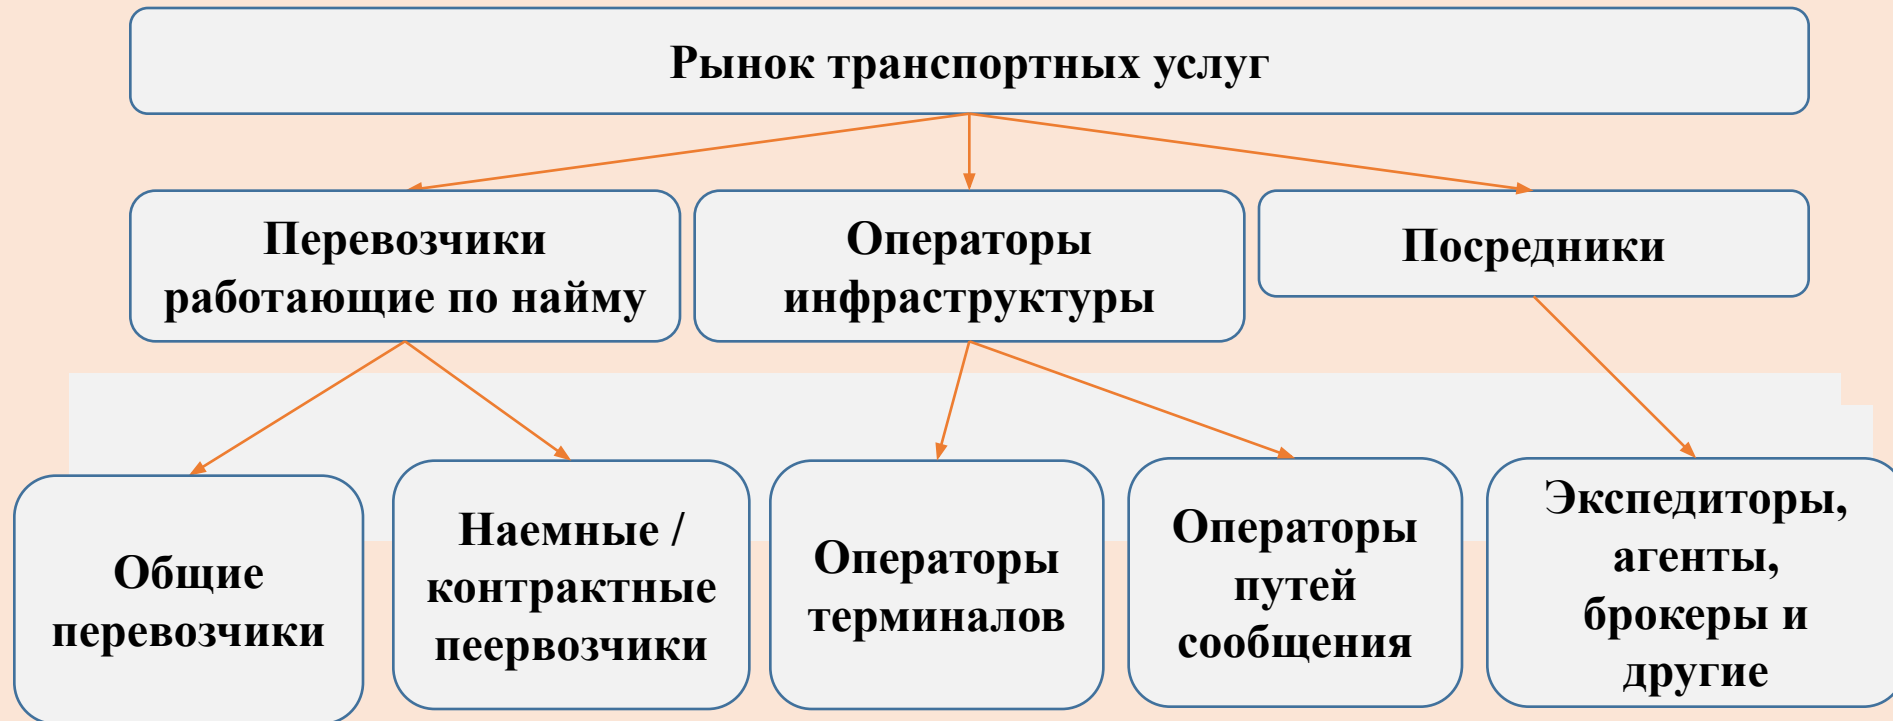 Рынок транспортных услуг
Перевозчики
работающие по найму
Операторы
инфраструктуры
Посредники
Общие
перевозчики
Наемные /
контрактные
пеервозчики
Операторы
терминалов
Операторы
путей
сообщения
Экспедиторы,
агенты,
брокеры и
другие